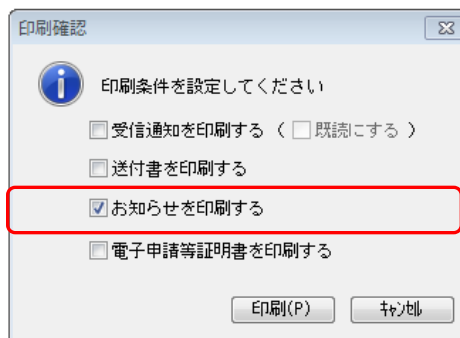 印刷確認
印刷条件を設定してください
受信通知を印刷する ( 既読にする )
送付書を印刷する
お知らせを印刷する
電子申請等証明書を印刷する
印刷(P) ｷｬﾝｾﾙ